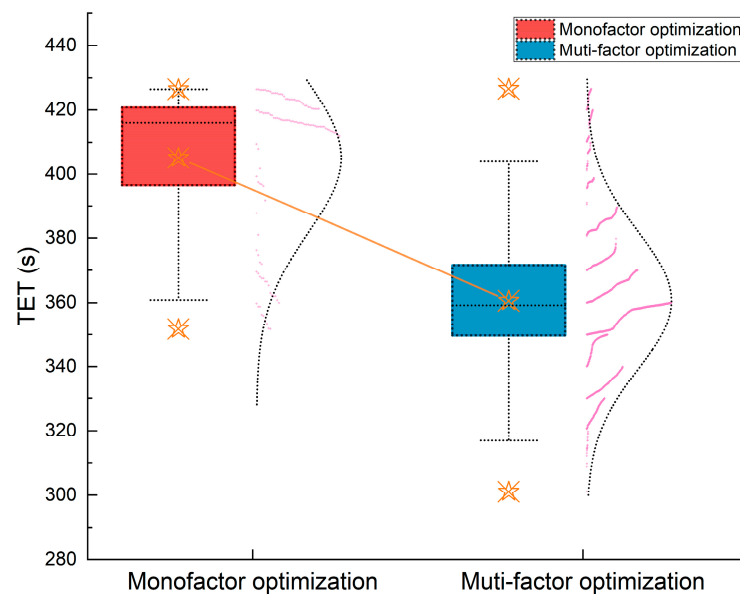 Monofactor optimization
Muti-factor optimization
440
420
400
380
360
340
320
300
280
TET (s)
Monofactor optimization
Muti-factor optimization